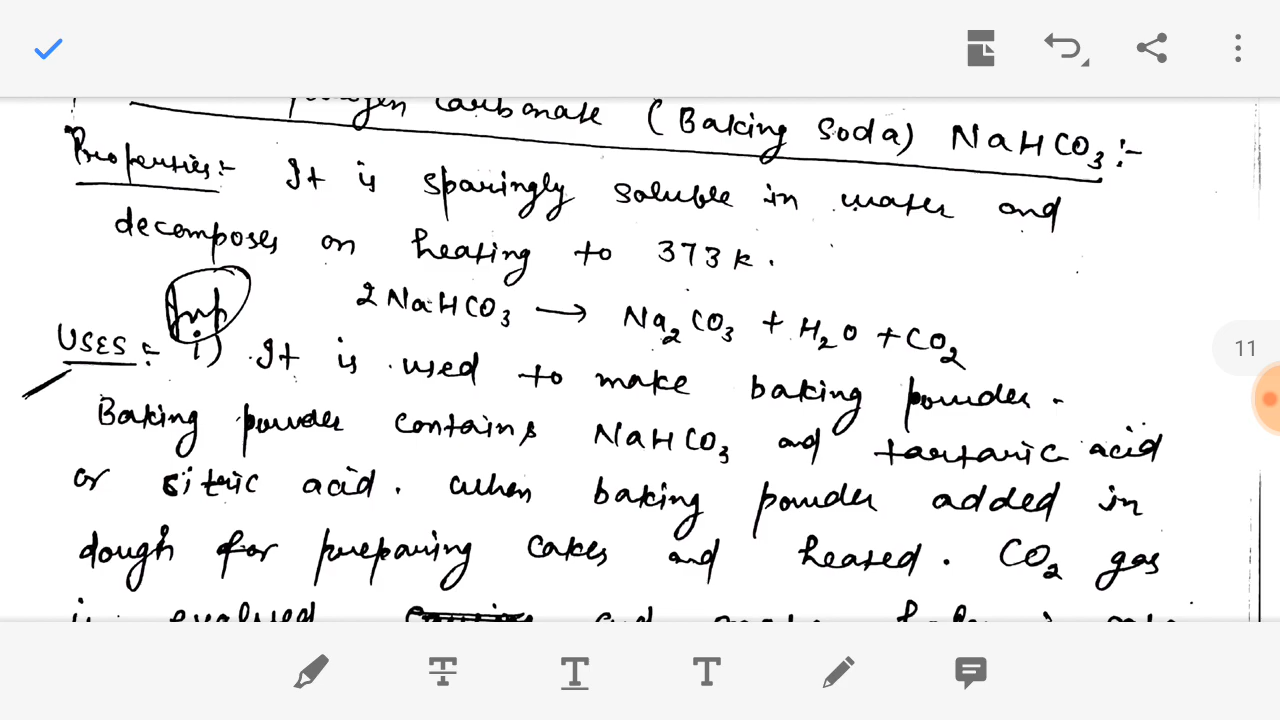 Carbonate (Baking Soda) NaHCO₃:-
Properties:- It is sparingly soluble in water and
decomposes on heating to 373k.
Imp
2NaHCO₃ → Na₂CO₃ + H₂O + CO₂
USES :- i) It is used to make baking powder.
11
Baking powder contains NaHCO₃ and tartaric acid
or citric acid. When baking powder added in
dough for preparing cakes and heated. CO₂ gas
T T T